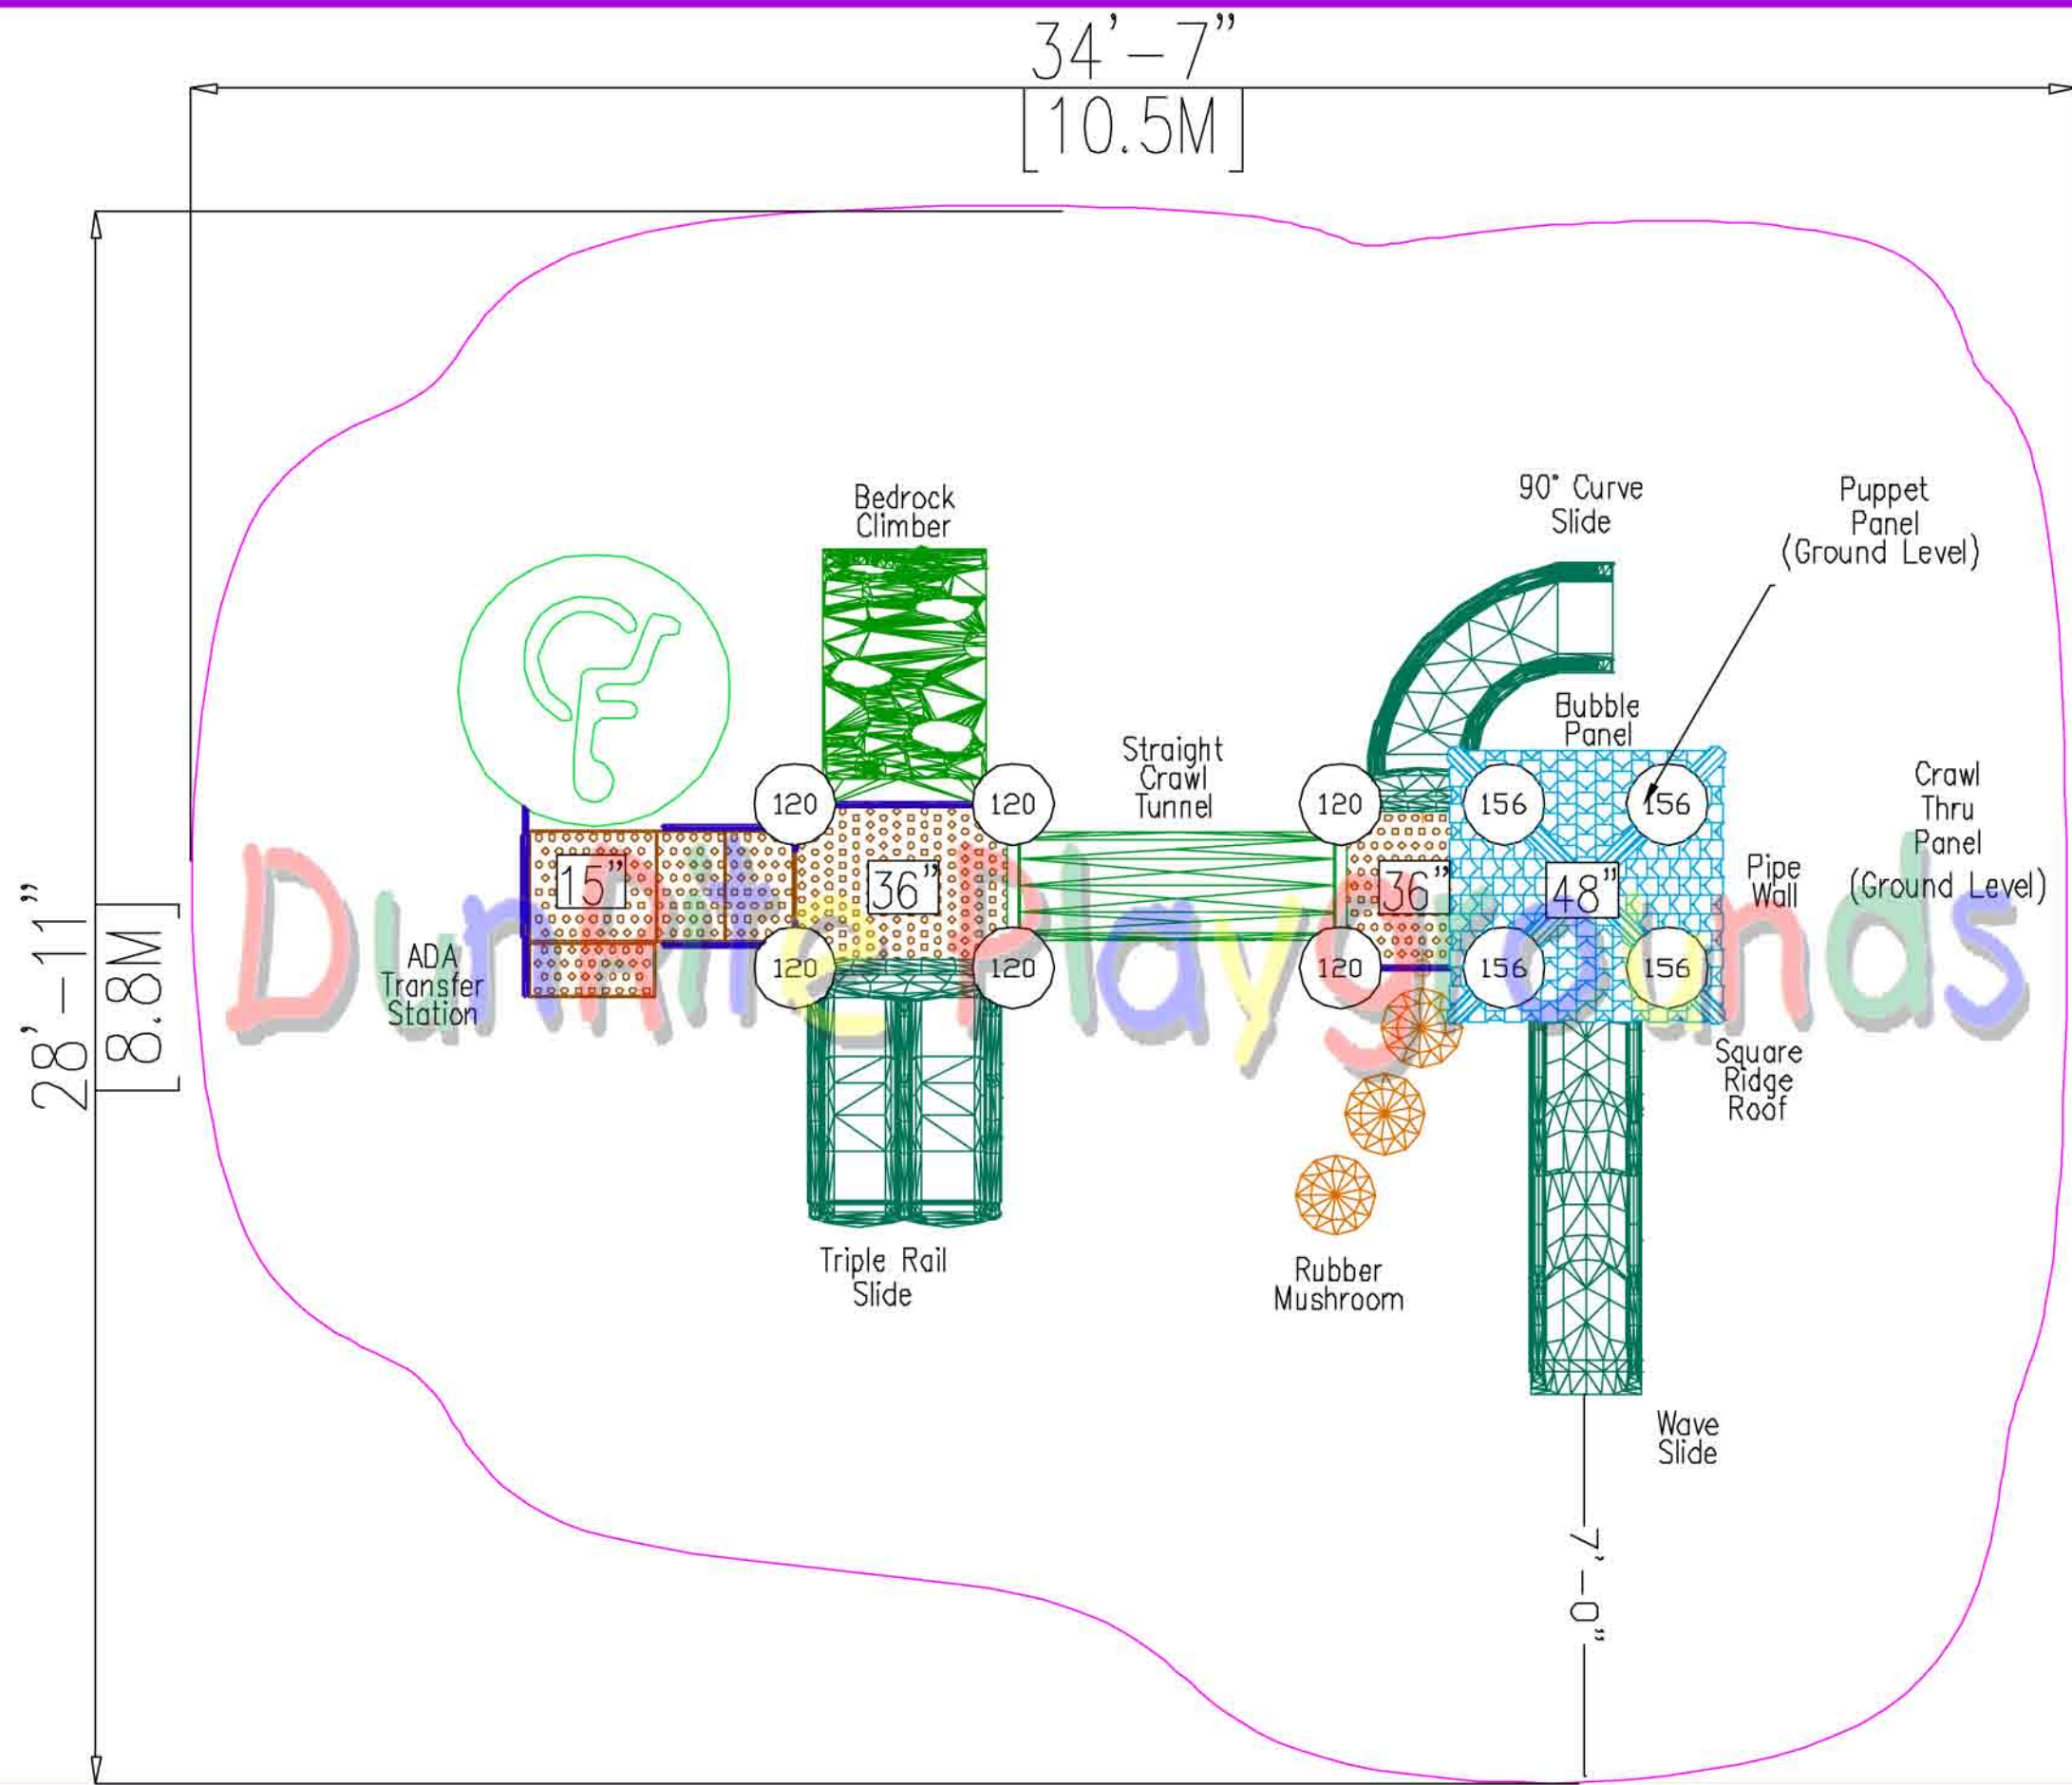 34'-7"
[10.5M]
28'-11"
[8.8M]
Bedrock
Climber
90° Curve
Slide
Puppet
Panel
(Ground Level)
Bubble
Panel
Straight
Crawl
Tunnel
Crawl
Thru
Panel
(Ground Level)
Pipe
Wall
120
120
120
156
156
15"
36"
36"
48"
DunRite Playgrounds
ADA
Transfer
Station
120
120
120
156
156
Square
Ridge
Roof
Triple Rail
Slide
Rubber
Mushroom
Wave
Slide
7'-0"